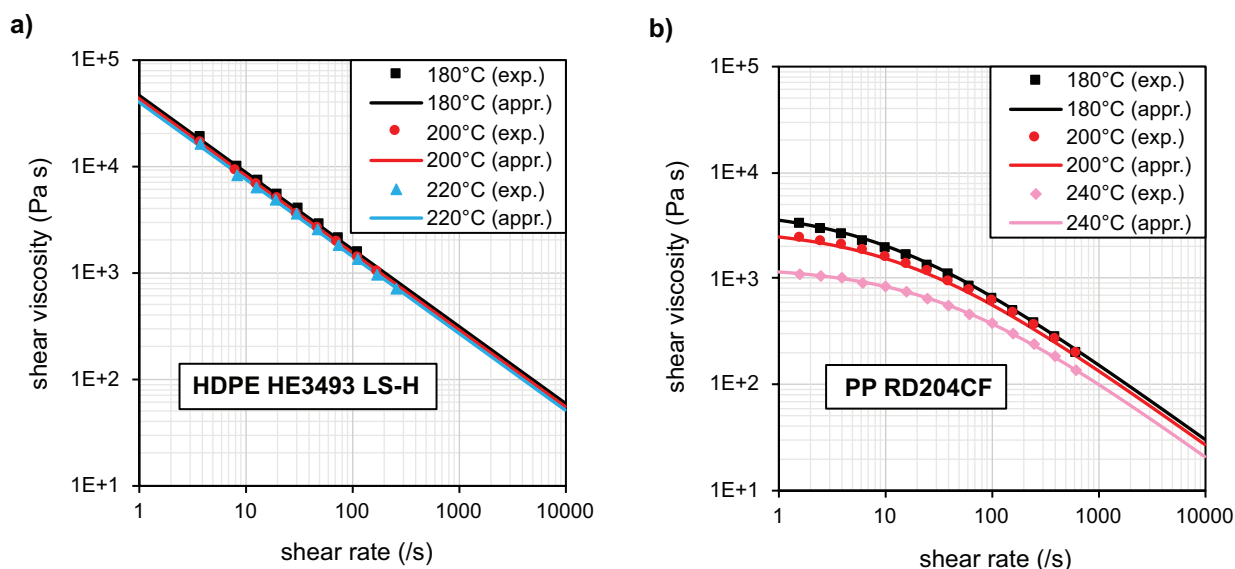 a)
1E+5
1E+4
1E+3
1E+2
1E+1
shear viscosity (Pa s)
180°C (exp.)
180°C (appr.)
200°C (exp.)
200°C (appr.)
220°C (exp.)
220°C (appr.)
HDPE HE3493 LS-H
1
10
100
1000
10000
shear rate (/s)
b)
1E+5
1E+4
1E+3
1E+2
1E+1
shear viscosity (Pa s)
180°C (exp.)
180°C (appr.)
200°C (exp.)
200°C (appr.)
240°C (exp.)
240°C (appr.)
PP RD204CF
1
10
100
1000
10000
shear rate (/s)